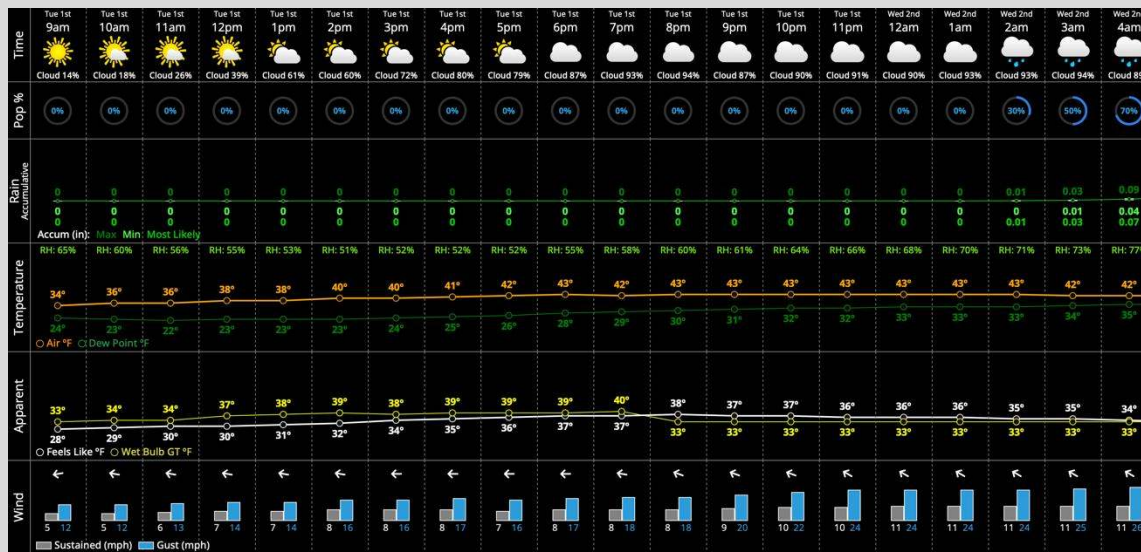 Time
Tue 1st Tue 1st Tue 1st Tue 1st Tue 1st Tue 1st Tue 1st Tue 1st Tue 1st Tue 1st Tue 1st Tue 1st Tue 1st Tue 1st Tue 1st Wed 2nd Wed 2nd Wed 2nd Wed 2nd Wed 2nd
9am 10am 11am 12pm 1pm 2pm 3pm 4pm 5pm 6pm 7pm 8pm 9pm 10pm 11pm 12am 1am 2am 3am 4am
Cloud 14% Cloud 18% Cloud 26% Cloud 39% Cloud 61% Cloud 60% Cloud 72% Cloud 80% Cloud 79% Cloud 87% Cloud 93% Cloud 94% Cloud 87% Cloud 90% Cloud 91% Cloud 90% Cloud 93% Cloud 93% Cloud 94% Cloud
Pop %
0% 0% 0% 0% 0% 0% 0% 0% 0% 0% 0% 0% 0% 0% 0% 0% 0% 30% 50% 70%
Rain
Accumulative
0 0 0 0 0 0 0 0 0 0 0 0 0 0 0 0 0 0.01 0.03 0.09
0 0 0 0 0 0 0 0 0 0 0 0 0 0 0 0 0 0 0.01 0.04
0 0 0 0 0 0 0 0 0 0 0 0 0 0 0 0 0 0.01 0.03 0.07
Accum (in): Max Min Most Likely
Temperature
RH: 65% RH: 60% RH: 56% RH: 55% RH: 53% RH: 51% RH: 52% RH: 52% RH: 52% RH: 55% RH: 58% RH: 60% RH: 61% RH: 64% RH: 66% RH: 68% RH: 70% RH: 71% RH: 73% RH: 77%
34° 36° 36° 38° 38° 40° 40° 41° 42° 43° 42° 43° 43° 43° 43° 43° 43° 43° 42° 42°
24° 23° 22° 23° 23° 23° 24° 25° 26° 28° 29° 30° 31° 32° 32° 33° 33° 33° 34° 35°
Air °F Dew Point °F
Apparent
33° 34° 34° 37° 38° 39° 38° 39° 39° 39° 40° 38° 37° 37° 36° 36° 36° 35° 35° 34°
28° 29° 30° 30° 31° 32° 34° 35° 36° 37° 37° 33° 33° 33° 33° 33° 33° 33° 33° 33°
Feels Like °F Wet Bulb GT °F
Wind
5 12 5 12 6 13 7 14 7 14 8 16 8 16 8 17 7 16 8 17 8 18 8 18 9 20 10 22 10 24 11 24 11 24 11 24 11 25 11 26
Sustained (mph) Gust (mph)